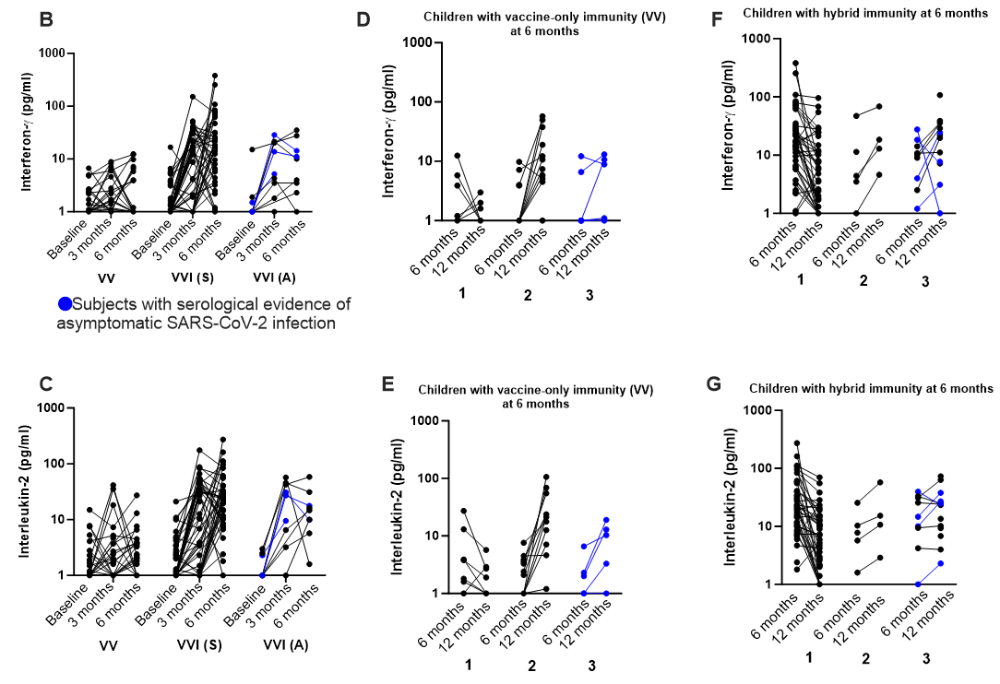 B
Interferon-γ (pg/ml)
1000
100
10
1
Baseline
3 months
6 months
Baseline
3 months
6 months
Baseline
3 months
6 months
VV
VVI (S)
VVI (A)
Subjects with serological evidence of
asymptomatic SARS-CoV-2 infection
D
Children with vaccine-only immunity (VV)
at 6 months
Interferon-γ (pg/ml)
1000
100
10
1
6 months
12 months
6 months
12 months
6 months
12 months
1
2
3
F
Children with hybrid immunity at 6 months
Interferon-γ (pg/ml)
1000
100
10
1
6 months
12 months
6 months
12 months
6 months
12 months
1
2
3
C
Interleukin-2 (pg/ml)
1000
100
10
1
Baseline
3 months
6 months
Baseline
3 months
6 months
Baseline
3 months
6 months
VV
VVI (S)
VVI (A)
E
Children with vaccine-only immunity (VV)
at 6 months
Interleukin-2 (pg/ml)
1000
100
10
1
6 months
12 months
6 months
12 months
6 months
12 months
1
2
3
G
Children with hybrid immunity at 6 months
Interleukin-2 (pg/ml)
1000
100
10
1
6 months
12 months
6 months
12 months
6 months
12 months
1
2
3